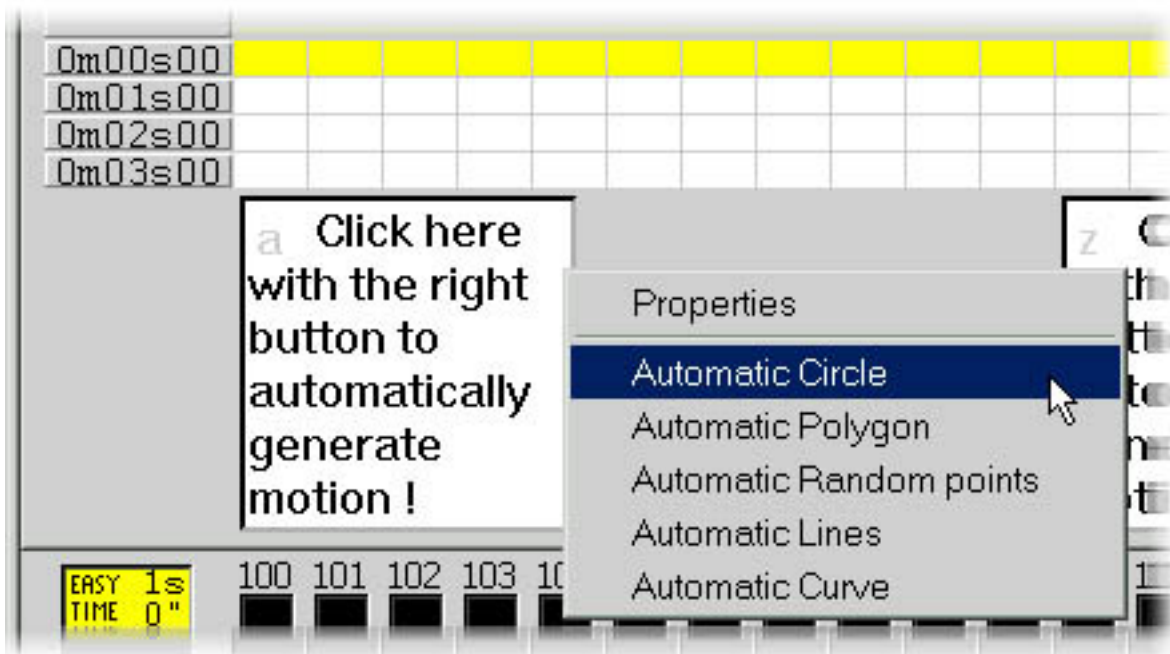 0m00s00
0m01s00
0m02s00
0m03s00
a Click here
with the right
button to
automatically
generate
motion !
z
Properties
Automatic Circle
Automatic Polygon
Automatic Random points
Automatic Lines
Automatic Curve
EASY 1s
TIME 0"
100 101 102 103